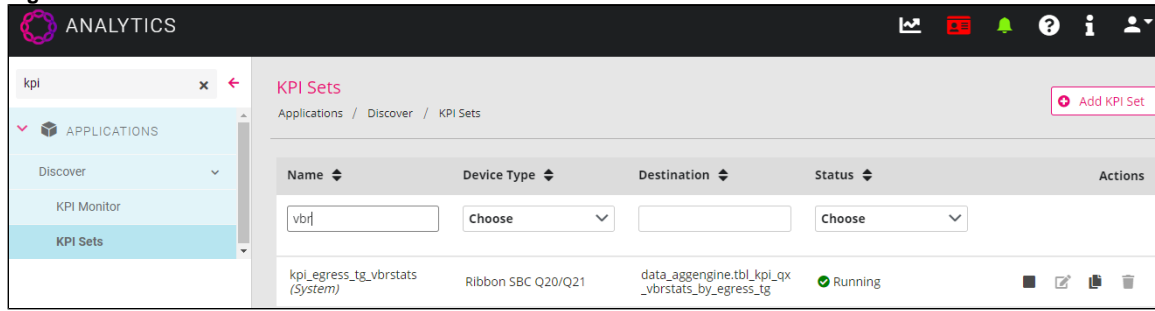 ANALYTICS
kpi
KPI Sets
Applications / Discover / KPI Sets
Add KPI Set
APPLICATIONS
Discover
KPI Monitor
KPI Sets
Name Device Type Destination Status Actions
vbr Choose Choose
kpi_egress_tg_vbrstats
(System)
Ribbon SBC Q20/Q21
data_aggengine.tbl_kpi_qx
_vbrstats_by_egress_tg
Running